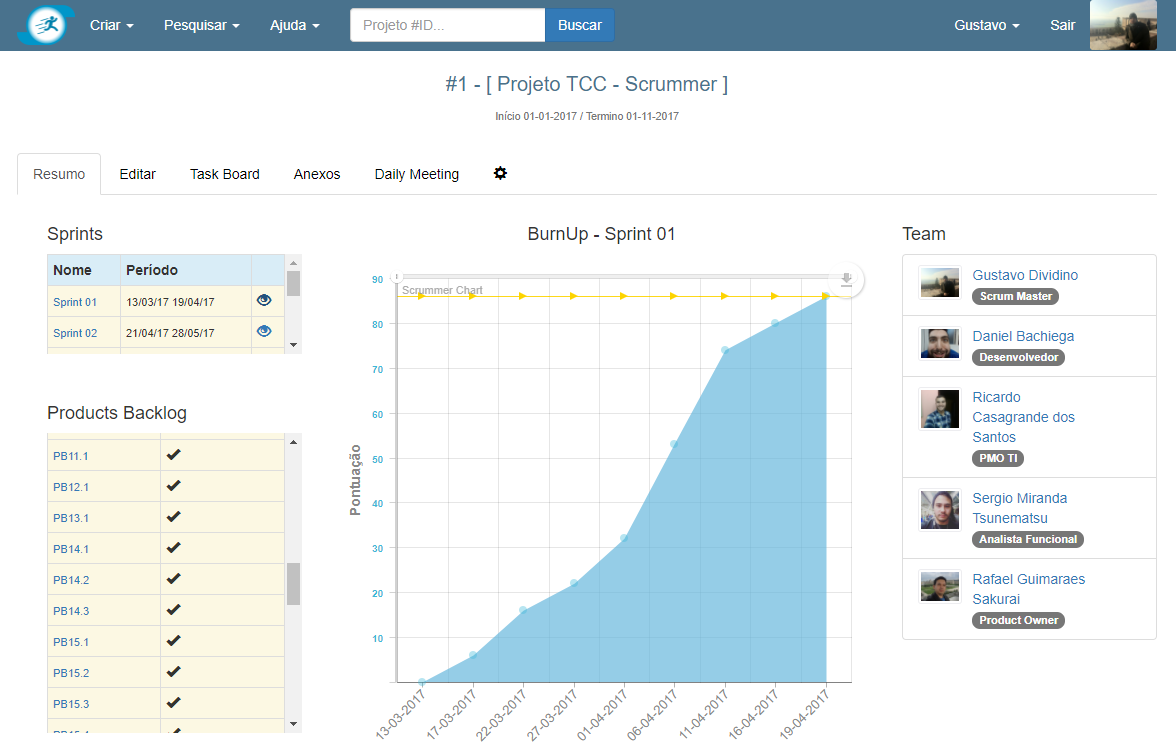 Criar Pesquisar Ajuda Projeto #ID... Buscar Gustavo Sair
#1 - [ Projeto TCC - Scrummer ]
Início 01-01-2017 / Termino 01-11-2017
Resumo Editar Task Board Anexos Daily Meeting
Sprints
Nome Período
Sprint 01 13/03/17 19/04/17
Sprint 02 21/04/17 28/05/17
Products Backlog
PB11.1
PB12.1
PB13.1
PB14.1
PB14.2
PB14.3
PB15.1
PB15.2
PB15.3
BurnUp - Sprint 01
Scrummer Chart
Pontuação
90
80
70
60
50
40
30
20
10
13-03-2017
17-03-2017
22-03-2017
27-03-2017
01-04-2017
06-04-2017
11-04-2017
16-04-2017
19-04-2017
Team
Gustavo Dividino
Scrum Master
Daniel Bachiega
Desenvolvedor
Ricardo
Casagrande dos
Santos
PMO TI
Sergio Miranda
Tsunematsu
Analista Funcional
Rafael Guimaraes
Sakurai
Product Owner